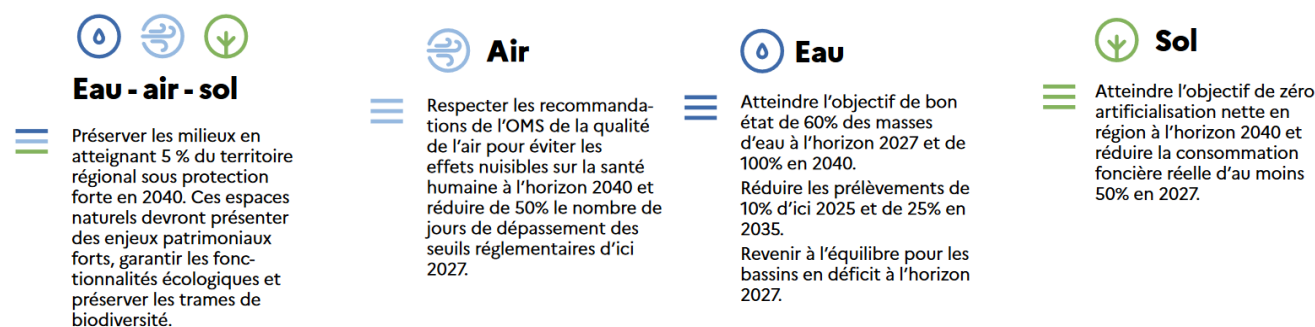 Eau - air - sol
Préserver les milieux en
atteignant 5 % du territoire
régional sous protection
forte en 2040. Ces espaces
naturels devront présenter
des enjeux patrimoniaux
forts, garantir les fonc-
tionnalités écologiques et
préserver les trames de
biodiversité.
Air
Respecter les recommanda-
tions de l'OMS de la qualité
de l'air pour éviter les
effets nuisibles sur la santé
humaine à l'horizon 2040 et
réduire de 50% le nombre de
jours de dépassement des
seuils réglementaires d'ici
2027.
Eau
Atteindre l'objectif de bon
état de 60% des masses
d'eau à l'horizon 2027 et de
100% en 2040.
Réduire les prélèvements de
10% d'ici 2025 et de 25% en
2035.
Revenir à l'équilibre pour les
bassins en déficit à l'horizon
2027.
Sol
Atteindre l'objectif de zéro
artificialisation nette en
région à l'horizon 2040 et
réduire la consommation
foncière réelle d'au moins
50% en 2027.